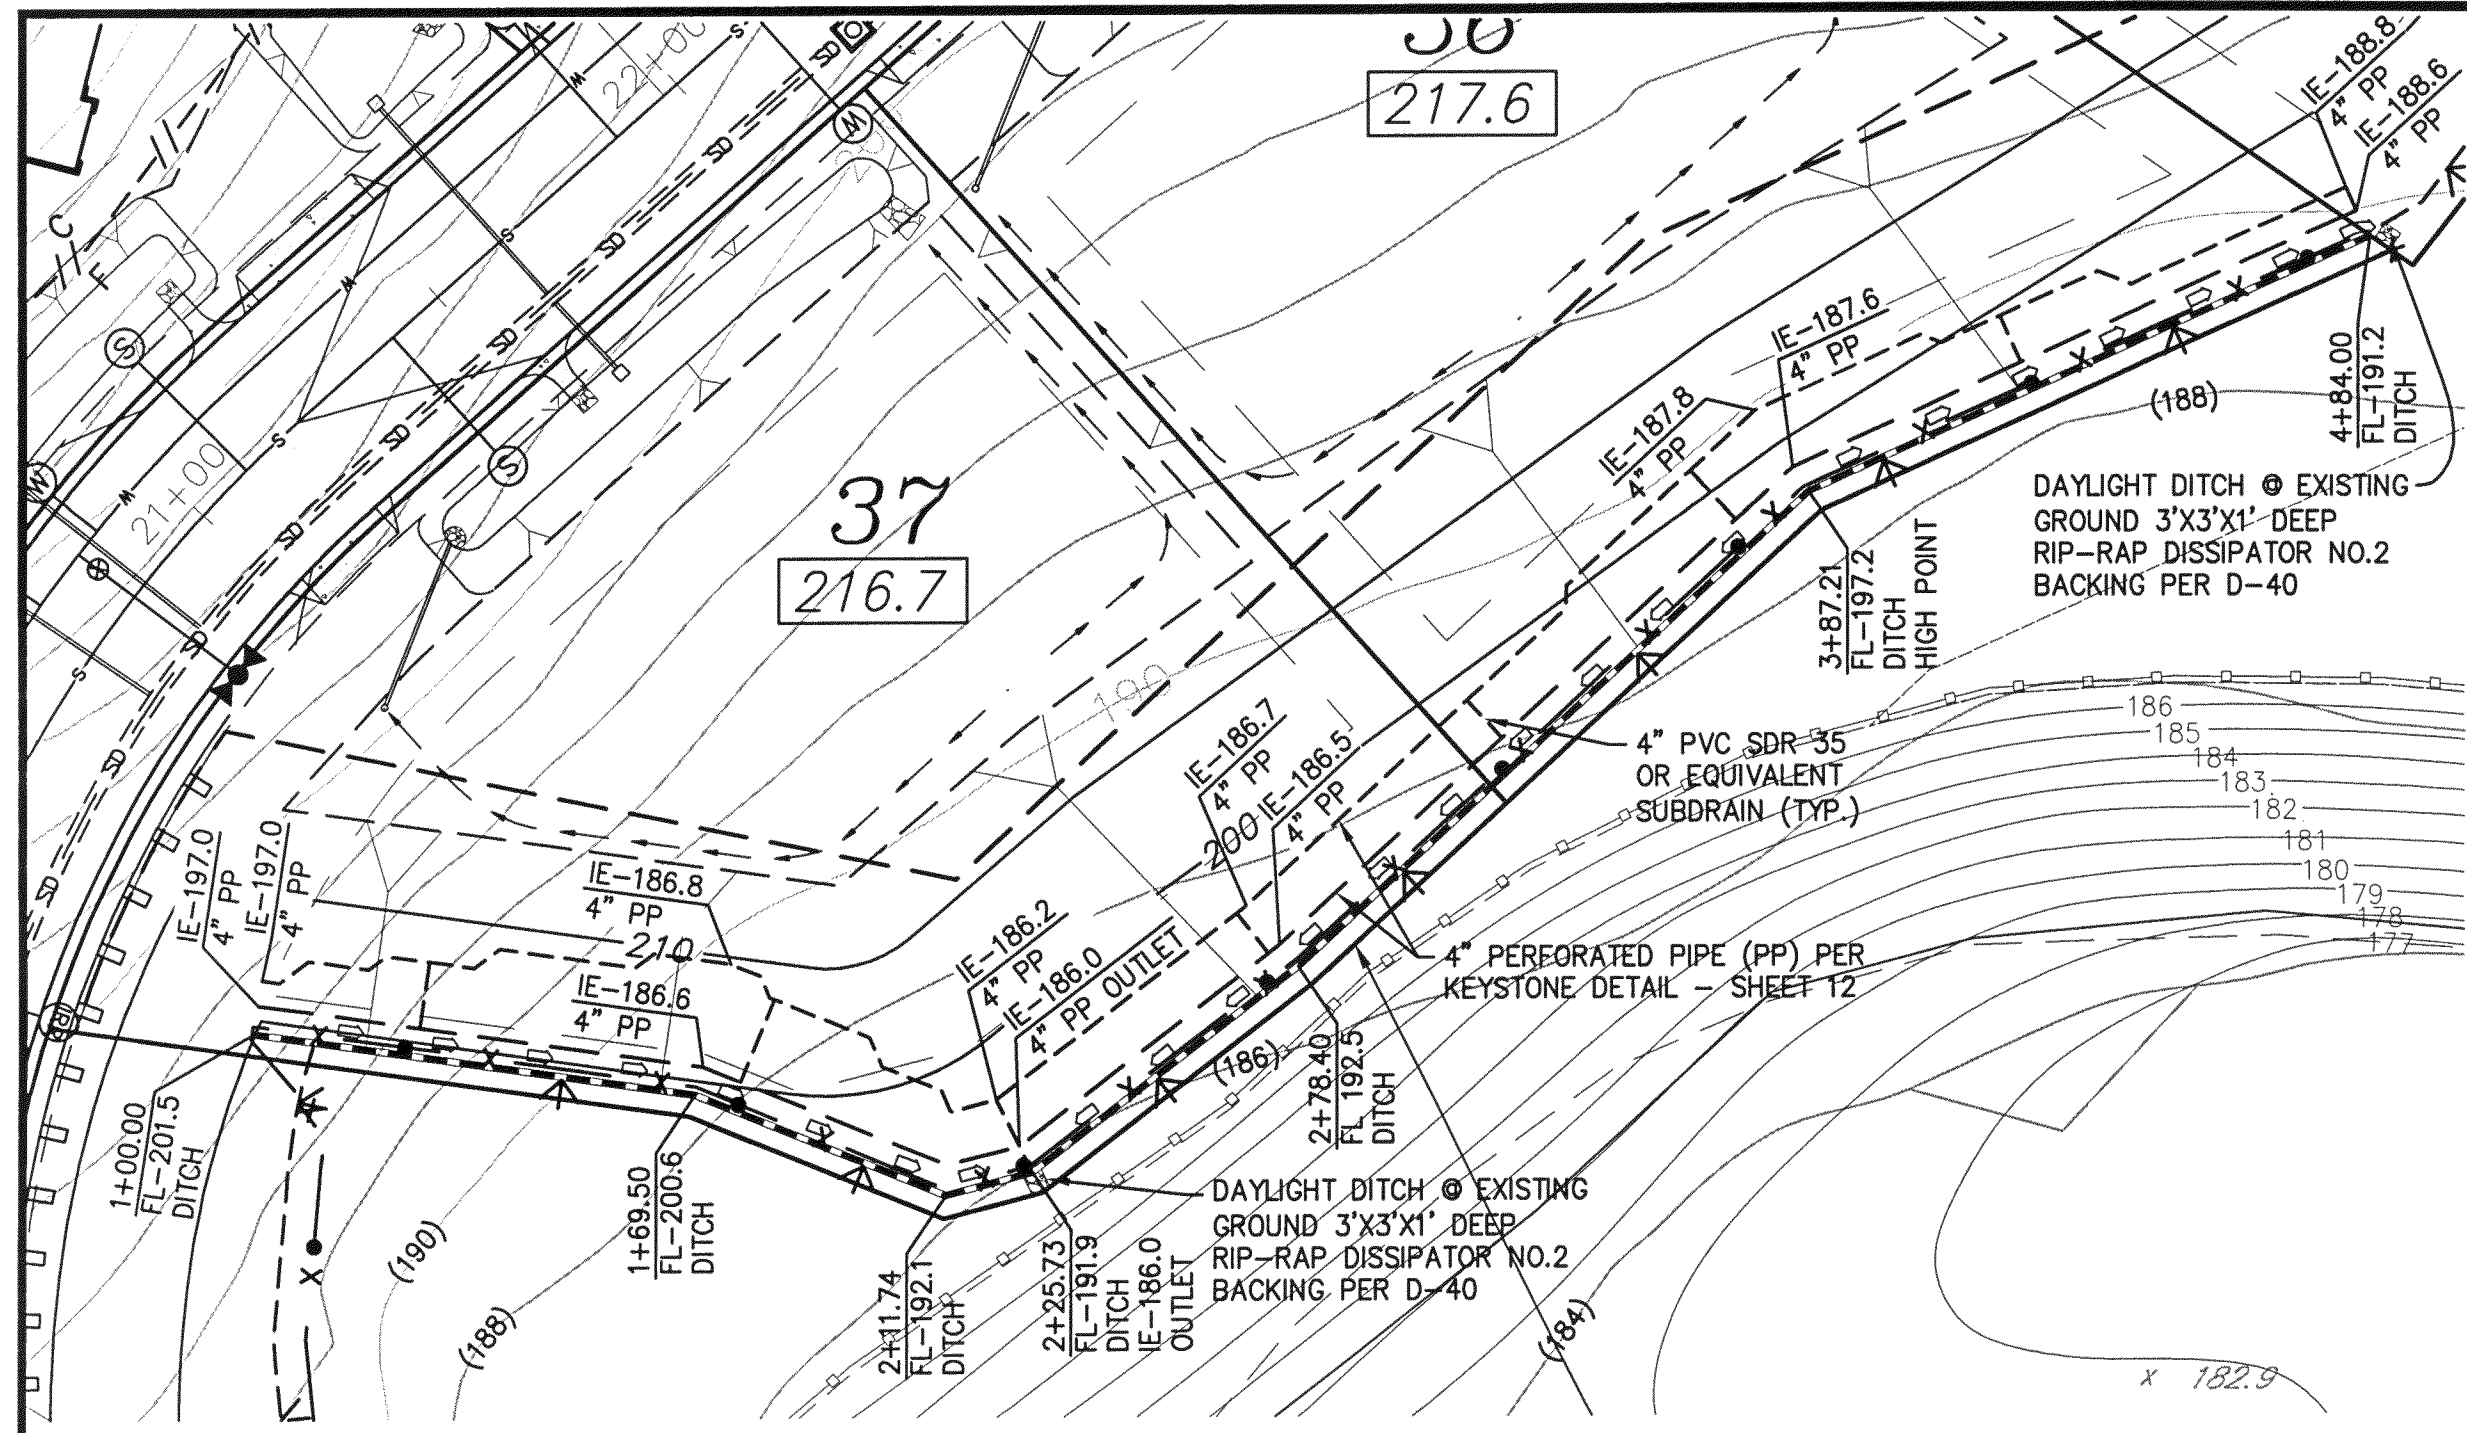 22+00
217.6
IE-188.8
4" PP
IE-188.6
4" PP
C
F
W
S
21+00
37
216.7
IE-187.6
4" PP
IE-187.8
4" PP
(188)
4+84.00
FL-191.2
DITCH
DAYLIGHT DITCH @ EXISTING
GROUND 3'X3'X1' DEEP
RIP-RAP DISSIPATOR NO.2
BACKING PER D-40
3+87.21
FL-197.2
DITCH
HIGH POINT
190
186
185
184
183
182
181
180
179
178
177
4" PVC SDR 35
OR EQUIVALENT
SUBDRAIN (TYP.)
IE-186.7
4" PP
200
IE-186.5
4" PP
IE-197.0
4" PP
IE-197.0
4" PP
IE-186.8
4" PP
210
IE-186.6
4" PP
IE-186.2
4" PP
IE-186.0
4" PP OUTLET
4" PERFORATED PIPE (PP) PER
KEYSTONE DETAIL - SHEET 12
(186)
2+78.40
FL 192.5
DITCH
1+00.00
FL-201.5
DITCH
1+69.50
FL-200.6
DITCH
(190)
(188)
2+11.74
FL-192.1
DITCH
2+25.73
FL-191.9
DITCH
IE-186.0
OUTLET
DAYLIGHT DITCH @ EXISTING
GROUND 3'X3'X1' DEEP
RIP-RAP DISSIPATOR NO.2
BACKING PER D-40
(184)
x 182.9